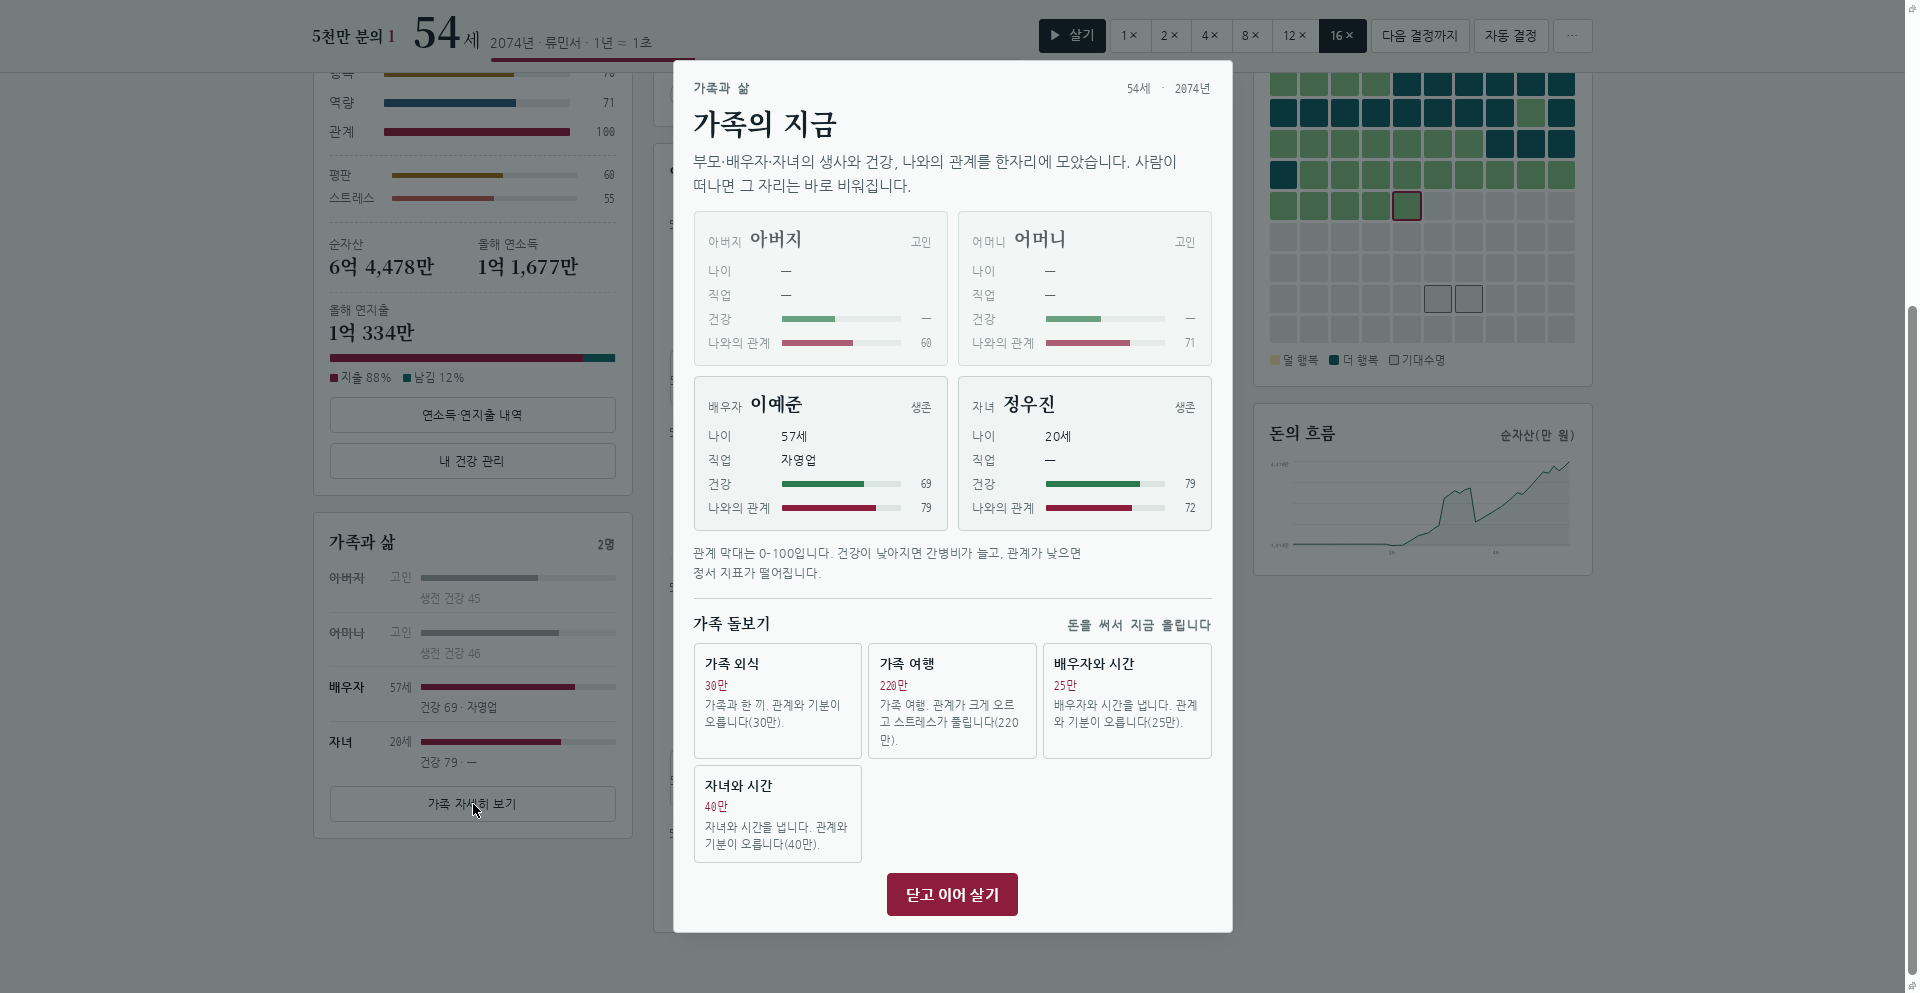 5천만 분의 1
54 세
2074년 · 류민서 · 1년 ≈ 1초
▶ 살기
1×
2×
4×
8×
12×
16×
다음 결정까지
자동 결정
···
역량 71
관계 100
평판 60
스트레스 55
순자산
6억 4,478만
올해 연소득
1억 1,677만
올해 연지출
1억 334만
지출 88% 남김 12%
연소득·연지출 내역
내 건강 관리
가족과 삶 2명
아버지 고인
생전 건강 45
어머니 고인
생전 건강 46
배우자 57세
건강 69 · 자영업
자녀 20세
건강 79 · —
가족 자세히 보기
가족과 삶
54세 · 2074년
가족의 지금
부모·배우자·자녀의 생사와 건강, 나와의 관계를 한자리에 모았습니다. 사람이
떠나면 그 자리는 바로 비워집니다.
아버지 아버지 고인
나이 —
직업 —
건강 —
나와의 관계 60
어머니 어머니 고인
나이 —
직업 —
건강 —
나와의 관계 71
배우자 이예준 생존
나이 57세
직업 자영업
건강 69
나와의 관계 79
자녀 정우진 생존
나이 20세
직업 —
건강 79
나와의 관계 72
관계 막대는 0–100입니다. 건강이 낮아지면 간병비가 늘고, 관계가 낮으면
정서 지표가 떨어집니다.
가족 돌보기
돈을 써서 지금 올립니다
가족 외식
30만
가족과 한 끼. 관계와 기분이
오릅니다(30만).
가족 여행
220만
가족 여행. 관계가 크게 오르
고 스트레스가 풀립니다(220
만).
배우자와 시간
25만
배우자와 시간을 냅니다. 관계
와 기분이 오릅니다(25만).
자녀와 시간
40만
자녀와 시간을 냅니다. 관계와
기분이 오릅니다(40만).
닫고 이어 살기
덜 행복 더 행복 기대수명
돈의 흐름 순자산(만 원)